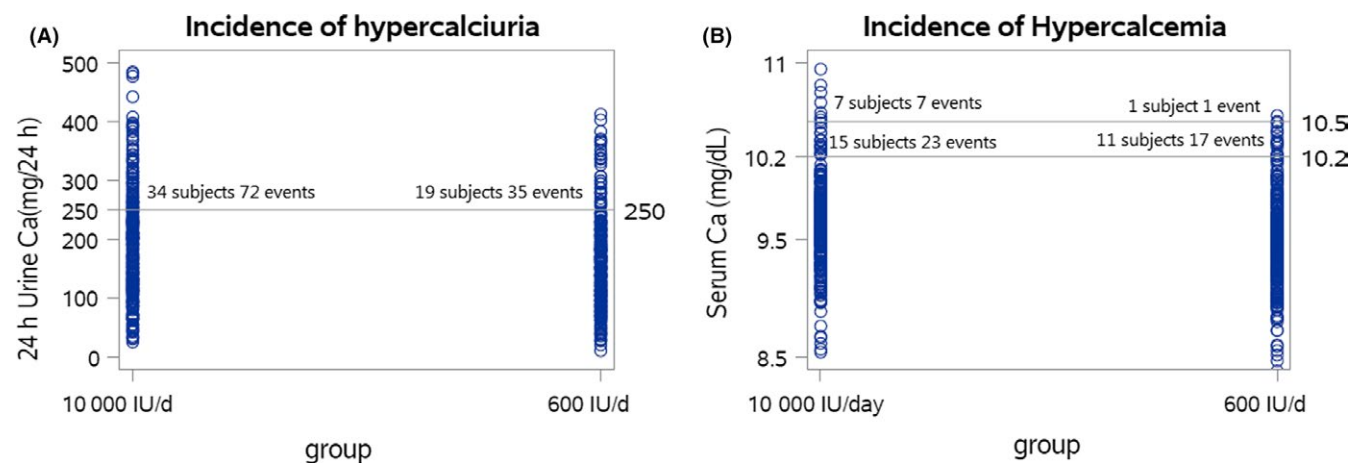 (A)
Incidence of hypercalciuria
24 h Urine Ca(mg/24 h)
500
400
300
250
200
100
0
34 subjects 72 events
19 subjects 35 events
250
10 000 IU/d
600 IU/d
group
(B)
Incidence of Hypercalcemia
Serum Ca (mg/dL)
11
10.2
9.5
8.5
7 subjects 7 events
1 subject 1 event
10.5
15 subjects 23 events
11 subjects 17 events
10.2
10 000 IU/day
600 IU/d
group